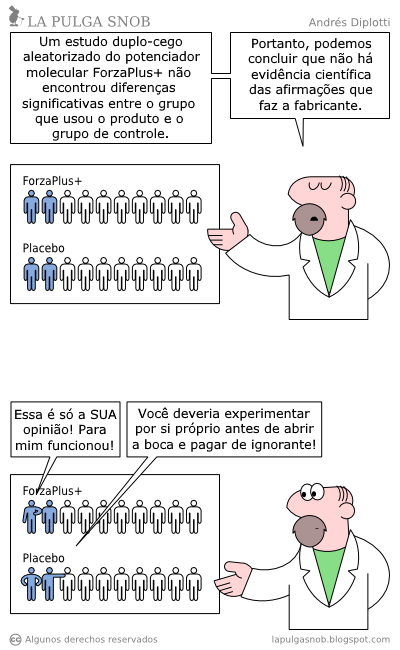 LA PULGA SNOB
Andrés Diplotti
Um estudo duplo-cego
aleatorizado do potenciador
molecular ForzaPlus+ não
encontrou diferenças
significativas entre o grupo
que usou o produto e o
grupo de controle.
Portanto, podemos
concluir que não há
evidência científica
das afirmações que
faz a fabricante.
ForzaPlus+
Placebo
Essa é só a SUA
opinião! Para
mim funcionou!
Você deveria experimentar
por si próprio antes de abrir
a boca e pagar de ignorante!
ForzaPlus+
Placebo
cc Algunos derechos reservados
lapulgasnob.blogspot.com